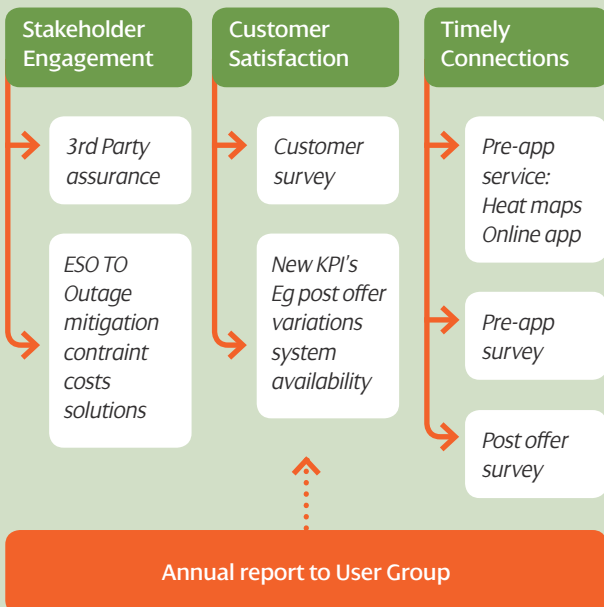 Stakeholder
Engagement
3rd Party
assurance
ESO TO
Outage
mitigation
contraint
costs
solutions
Customer
Satisfaction
Customer
survey
New KPI's
Eg post offer
variations
system
availability
Timely
Connections
Pre-app
service:
Heat maps
Online app
Pre-app
survey
Post offer
survey
Annual report to User Group